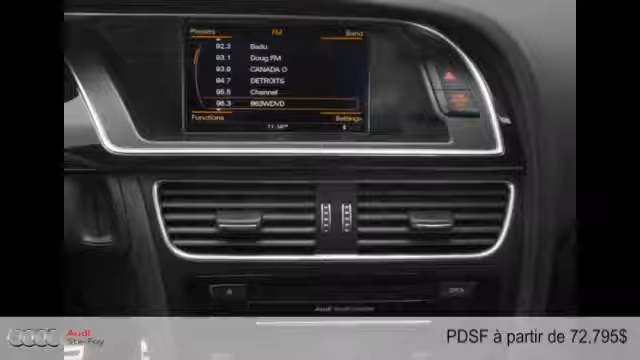 Presets FM Band
92.3 Badu
93.1 Doug FM
93.9 CANADA O
94.7 DETROITS
95.5 Channel
96.3 963WDVD
Functions Settings
Audi
Ste-Foy
PDSF à partir de 72,795$